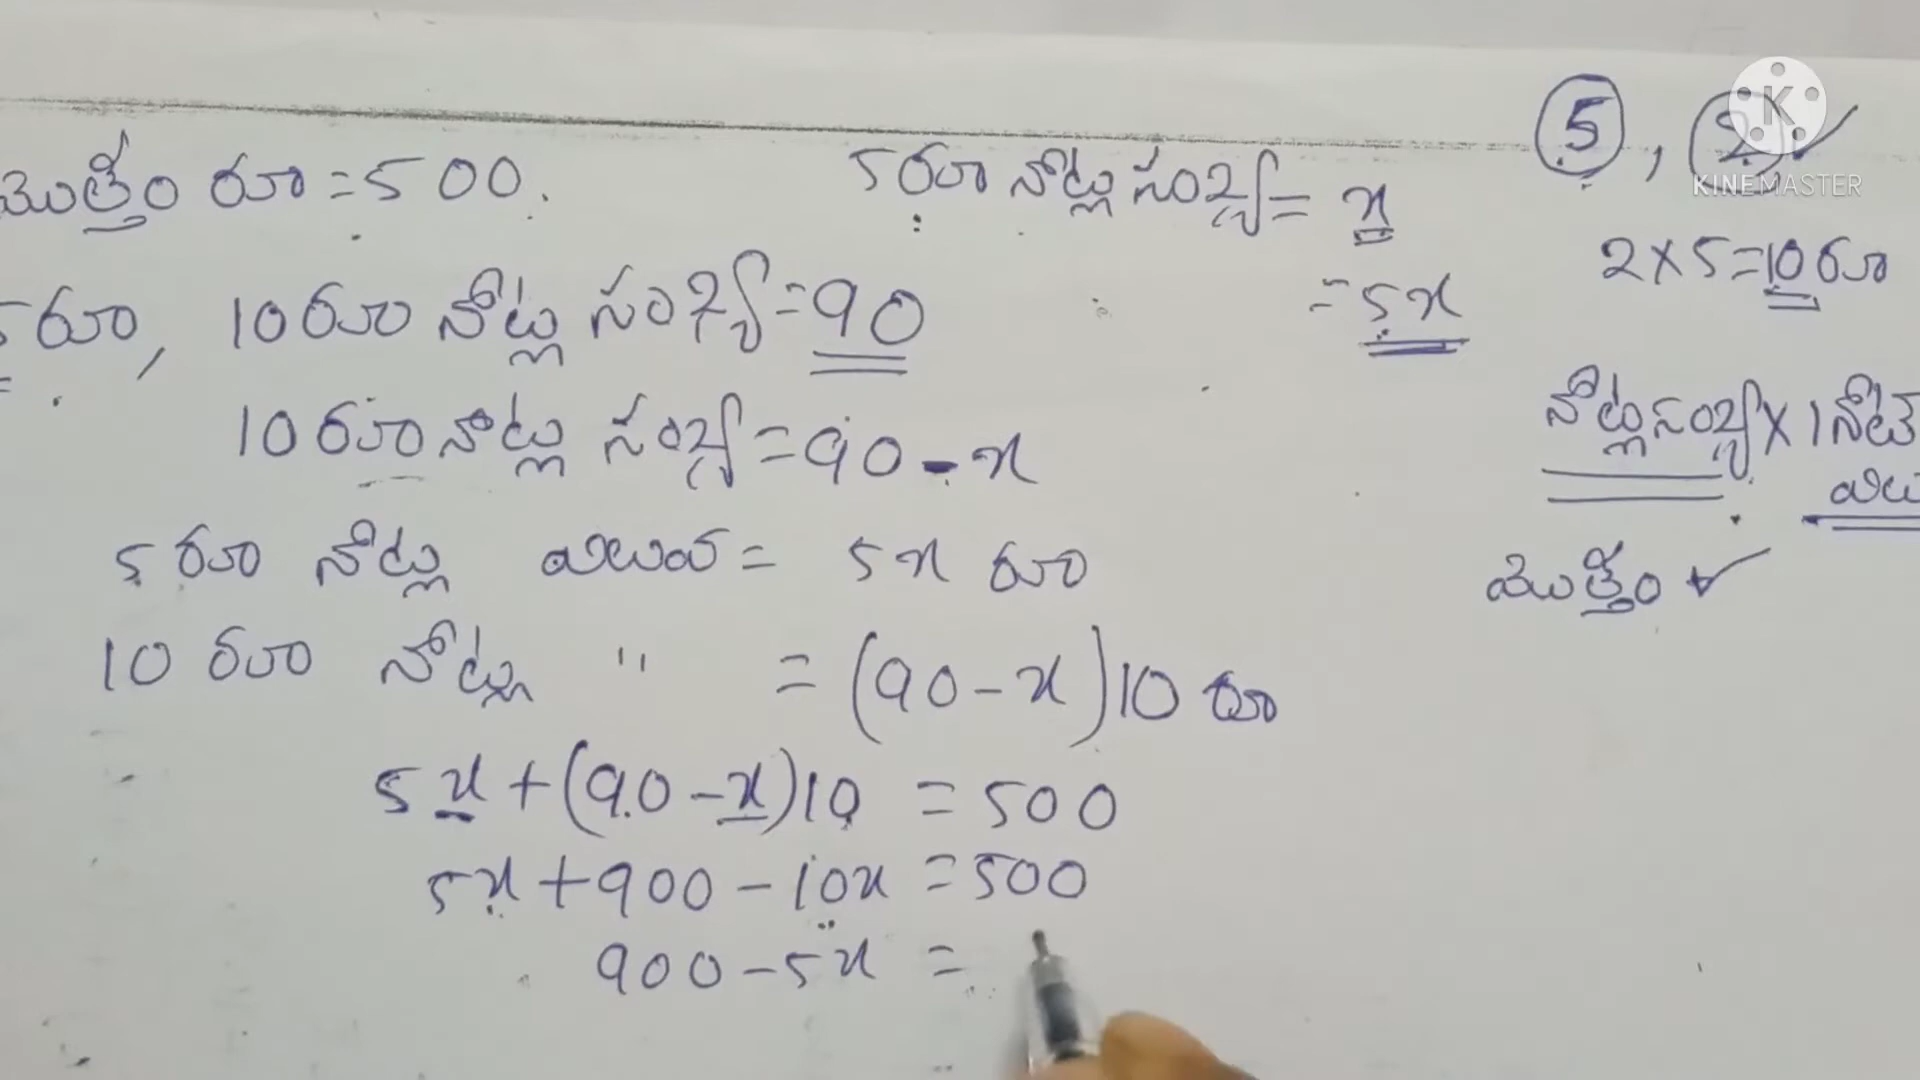 మొత్తం రూ = 500.
5 రూ, 10 రూ నోట్ల సంఖ్య = 90
10 రూ నోట్ల సంఖ్య = 90 - x
5 రూ నోట్ల విలువ = 5x రూ
10 రూ నోట్ల " = (90 - x) 10 రూ
5x + (90 - x) 10 = 500
5x + 900 - 10x = 500
900 - 5x =
5 రూ నోట్ల సంఖ్య = x
= 5x
5, 2
2 x 5 = 10 రూ
నోట్ల సంఖ్య x 1 నోట్
మొత్తం
K
KINEMASTER